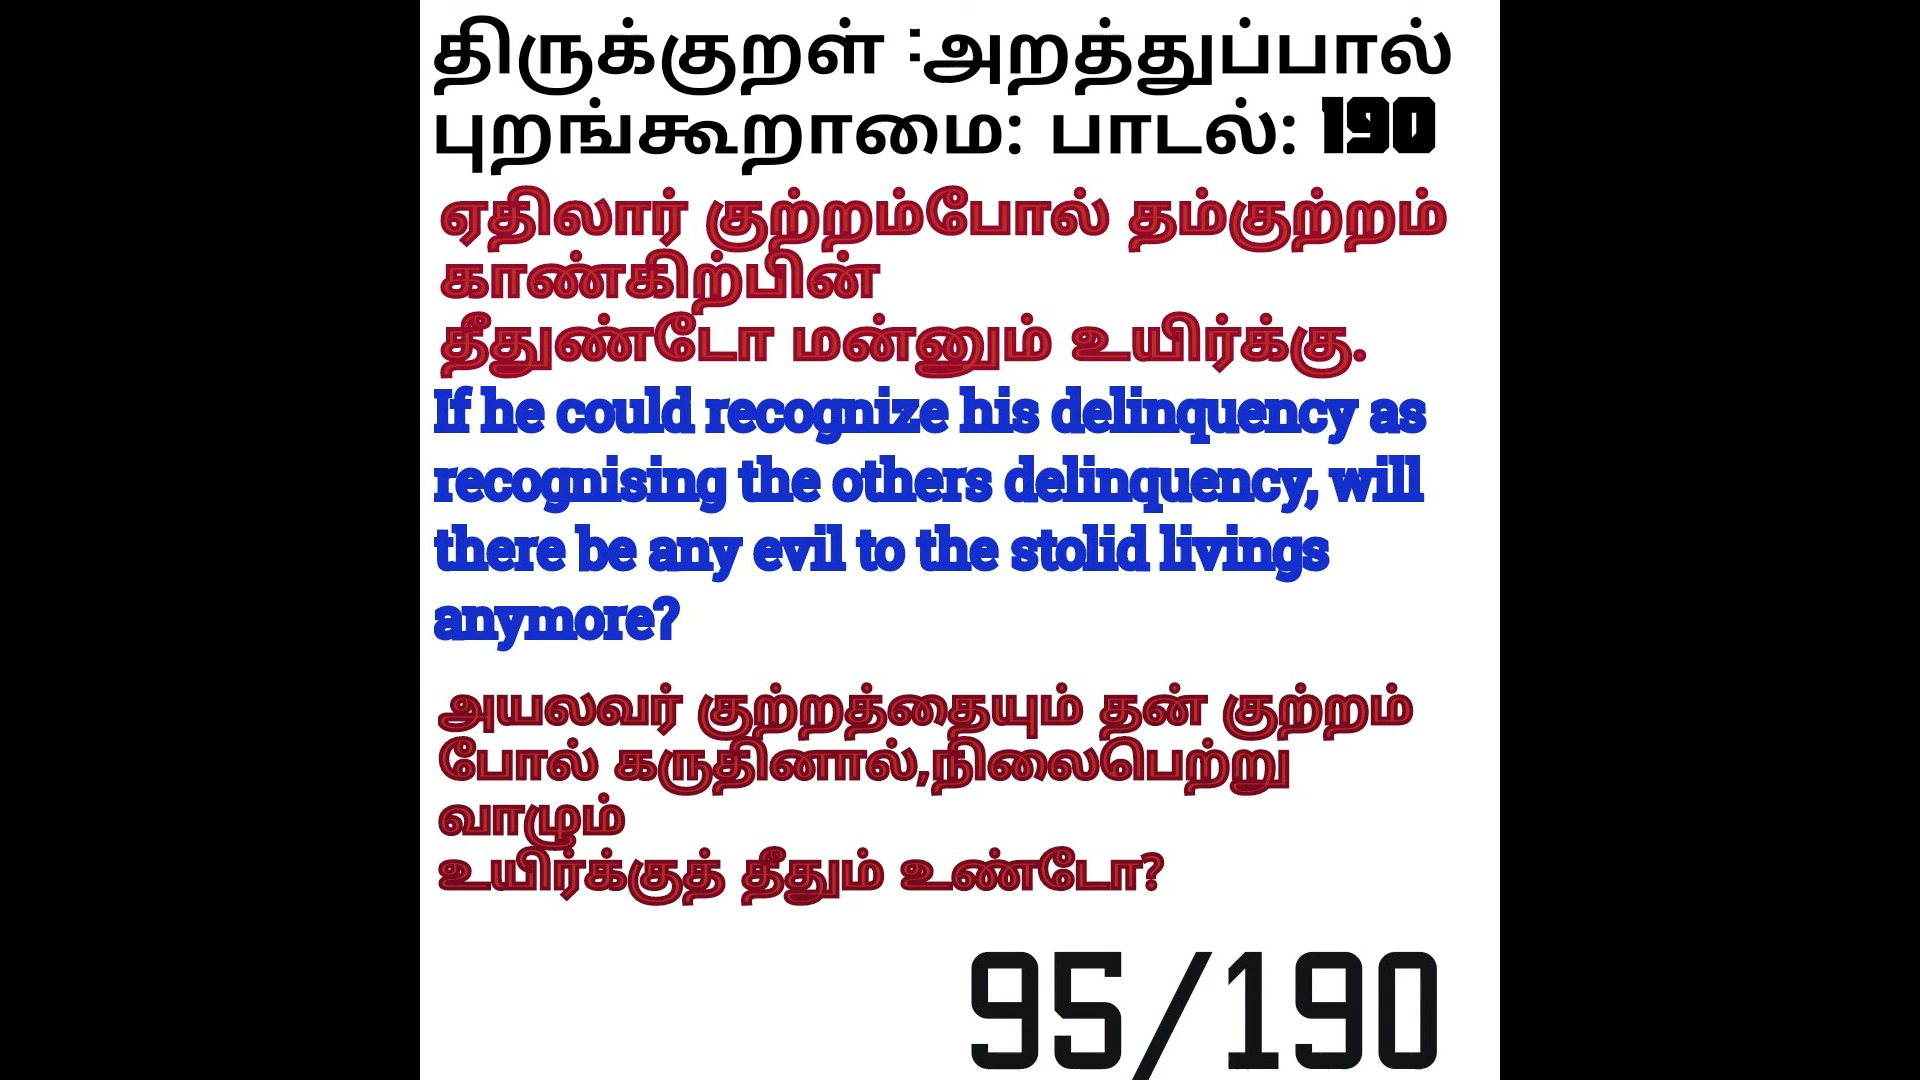 திருக்குறள் :அறத்துப்பால்
புறங்கூறாமை: பாடல்: 190
ஏதிலார் குற்றம்போல் தம்குற்றம்
காண்கிற்பின்
தீதுண்டோ மன்னும் உயிர்க்கு.
If he could recognize his delinquency as
recognising the others delinquency, will
there be any evil to the stolid livings
anymore?
அயலவர் குற்றத்தையும் தன் குற்றம்
போல் கருதினால்,நிலைபெற்று
வாழும்
உயிர்க்குத் தீதும் உண்டோ?
95/190